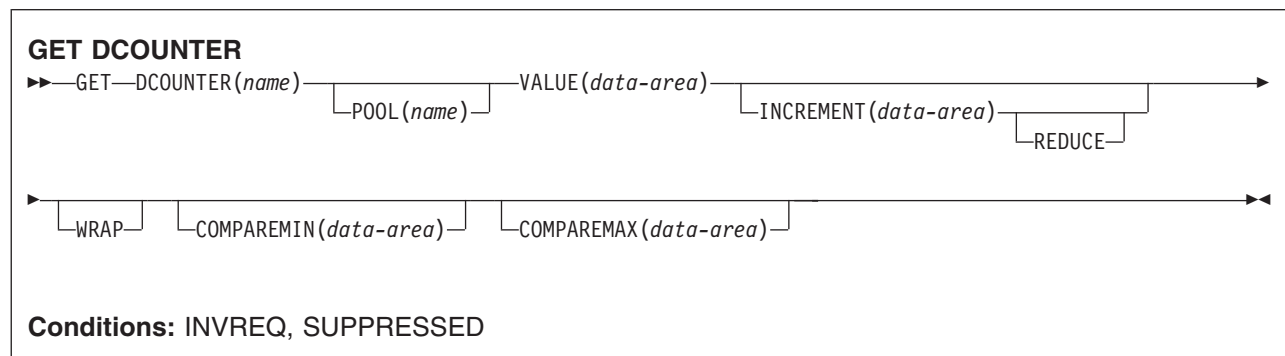 GET DCOUNTER
GET DCOUNTER(name) VALUE(data-area)
POOL(name) INCREMENT(data-area)
REDUCE
WRAP COMPAREMIN(data-area) COMPAREMAX(data-area)
Conditions: INVREQ, SUPPRESSED